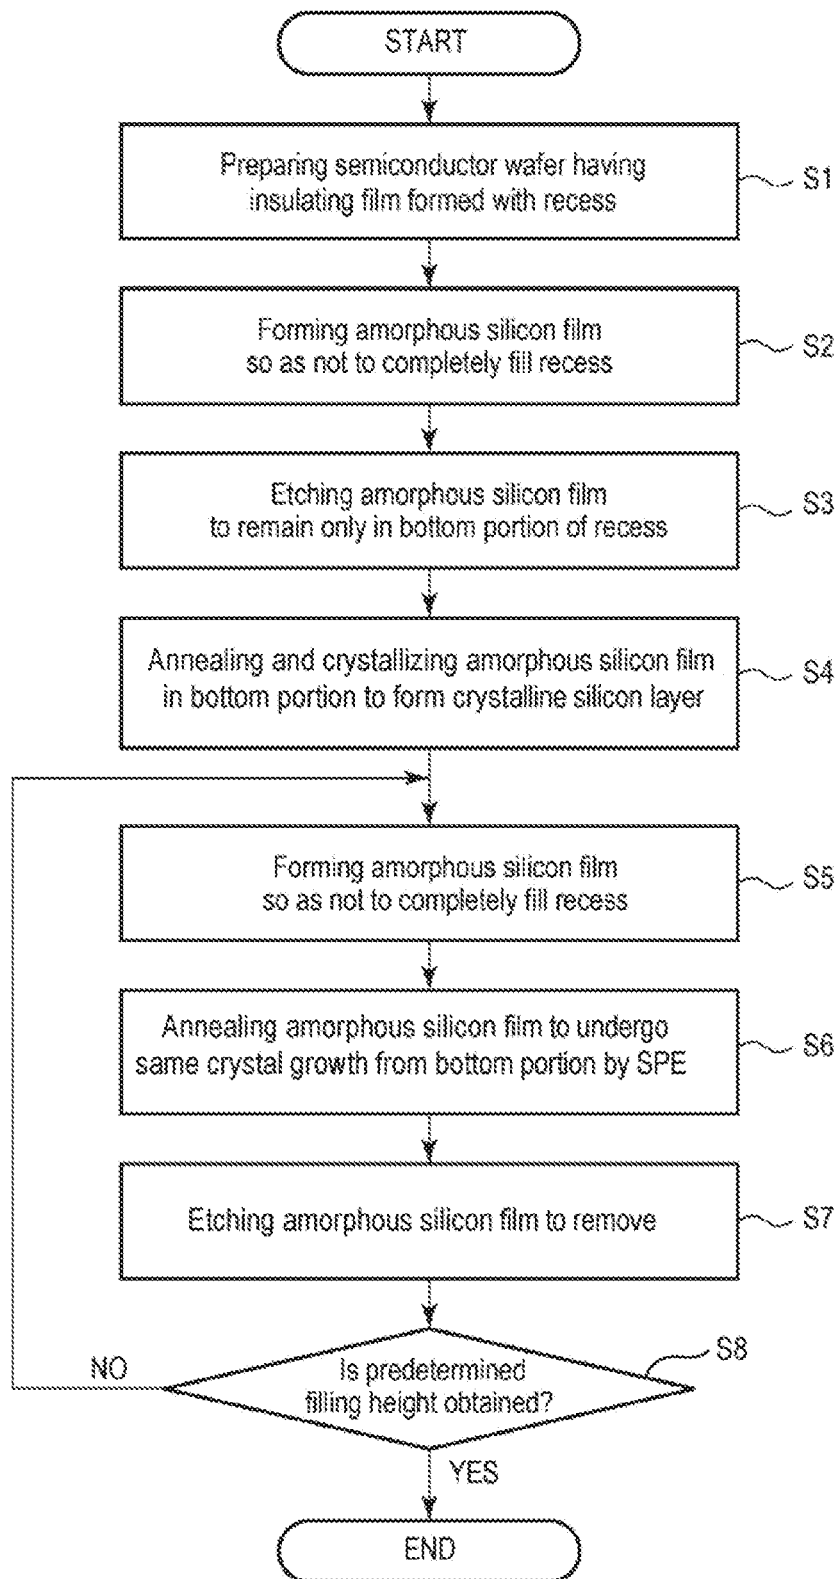 START
Preparing semiconductor wafer having
insulating film formed with recess
S1
Forming amorphous silicon film
so as not to completely fill recess
S2
Etching amorphous silicon film
to remain only in bottom portion of recess
S3
Annealing and crystallizing amorphous silicon film
in bottom portion to form crystalline silicon layer
S4
Forming amorphous silicon film
so as not to completely fill recess
S5
Annealing amorphous silicon film to undergo
same crystal growth from bottom portion by SPE
S6
Etching amorphous silicon film to remove
S7
Is predetermined
filling height obtained?
S8
NO
YES
END